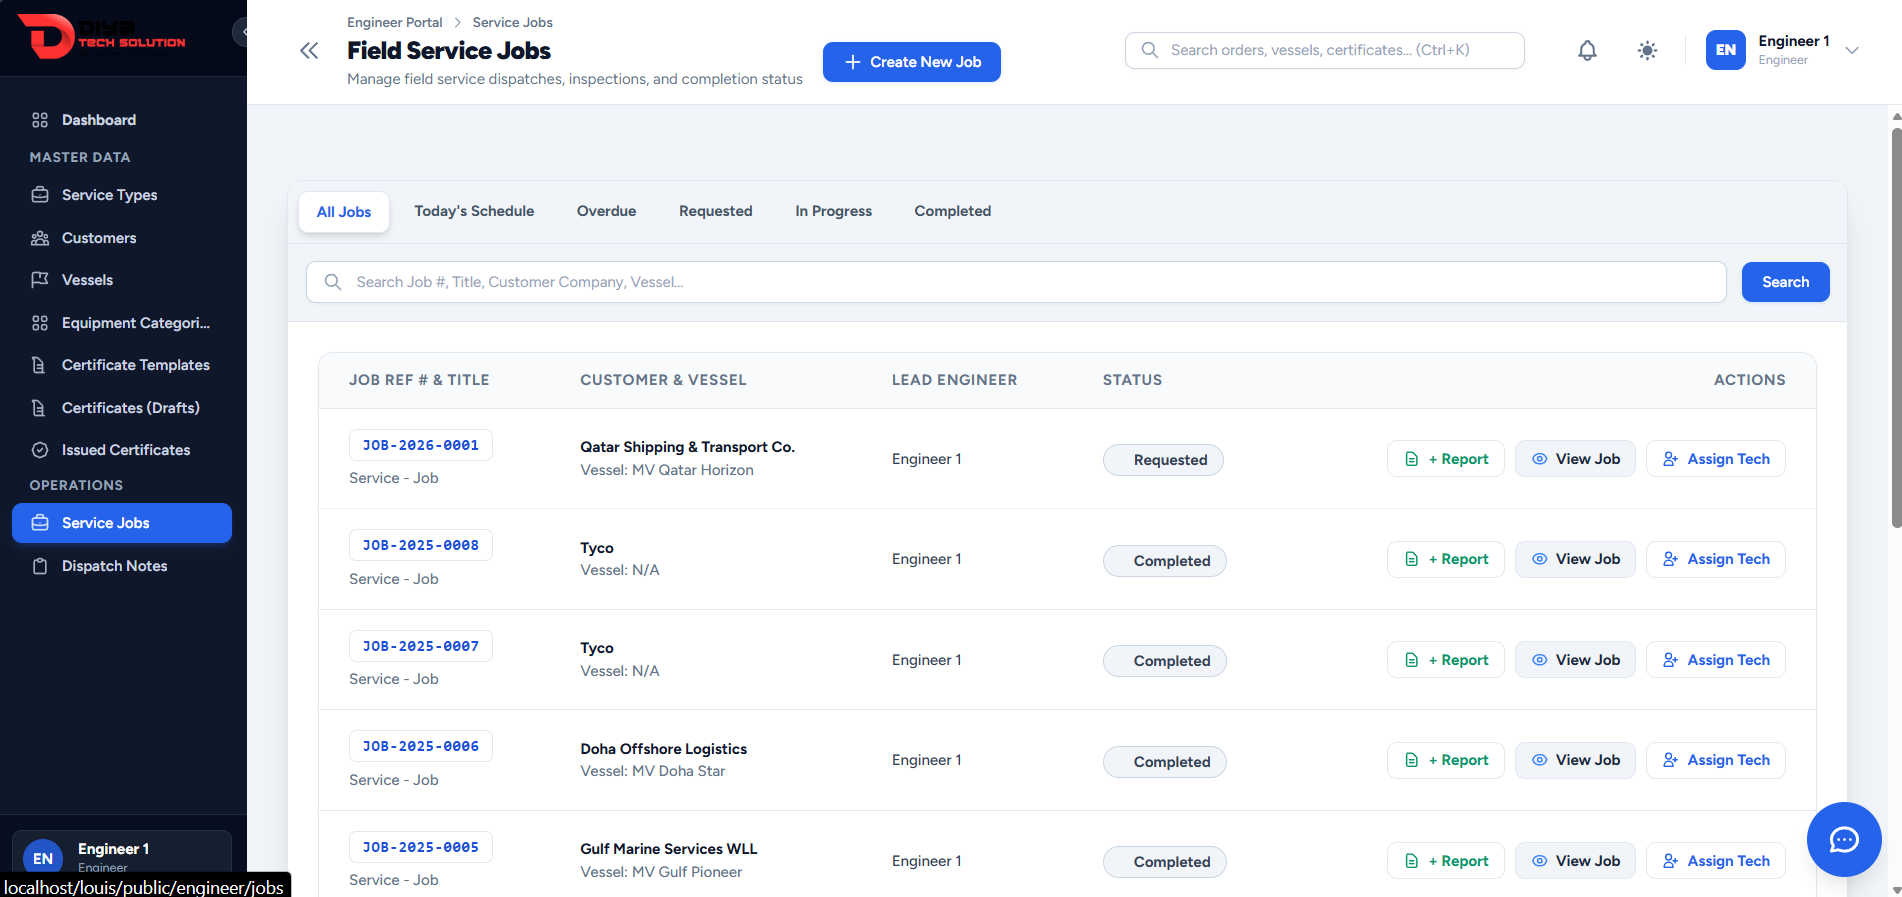 DIYA
TECH SOLUTION
Dashboard
MASTER DATA
Service Types
Customers
Vessels
Equipment Categori...
Certificate Templates
Certificates (Drafts)
Issued Certificates
OPERATIONS
Service Jobs
Dispatch Notes
EN
Engineer 1
Engineer
localhost/louis/public/engineer/jobs
Engineer Portal > Service Jobs
Field Service Jobs
Manage field service dispatches, inspections, and completion status
+ Create New Job
Search orders, vessels, certificates... (Ctrl+K)
EN
Engineer 1
Engineer
All Jobs Today's Schedule Overdue Requested In Progress Completed
Search Job #, Title, Customer Company, Vessel...
Search
JOB REF # & TITLE CUSTOMER & VESSEL LEAD ENGINEER STATUS ACTIONS
JOB-2026-0001
Service - Job
Qatar Shipping & Transport Co.
Vessel: MV Qatar Horizon
Engineer 1
Requested
+ Report View Job Assign Tech
JOB-2025-0008
Service - Job
Tyco
Vessel: N/A
Engineer 1
Completed
+ Report View Job Assign Tech
JOB-2025-0007
Service - Job
Tyco
Vessel: N/A
Engineer 1
Completed
+ Report View Job Assign Tech
JOB-2025-0006
Service - Job
Doha Offshore Logistics
Vessel: MV Doha Star
Engineer 1
Completed
+ Report View Job Assign Tech
JOB-2025-0005
Service - Job
Gulf Marine Services WLL
Vessel: MV Gulf Pioneer
Engineer 1
Completed
+ Report View Job Assign Tech